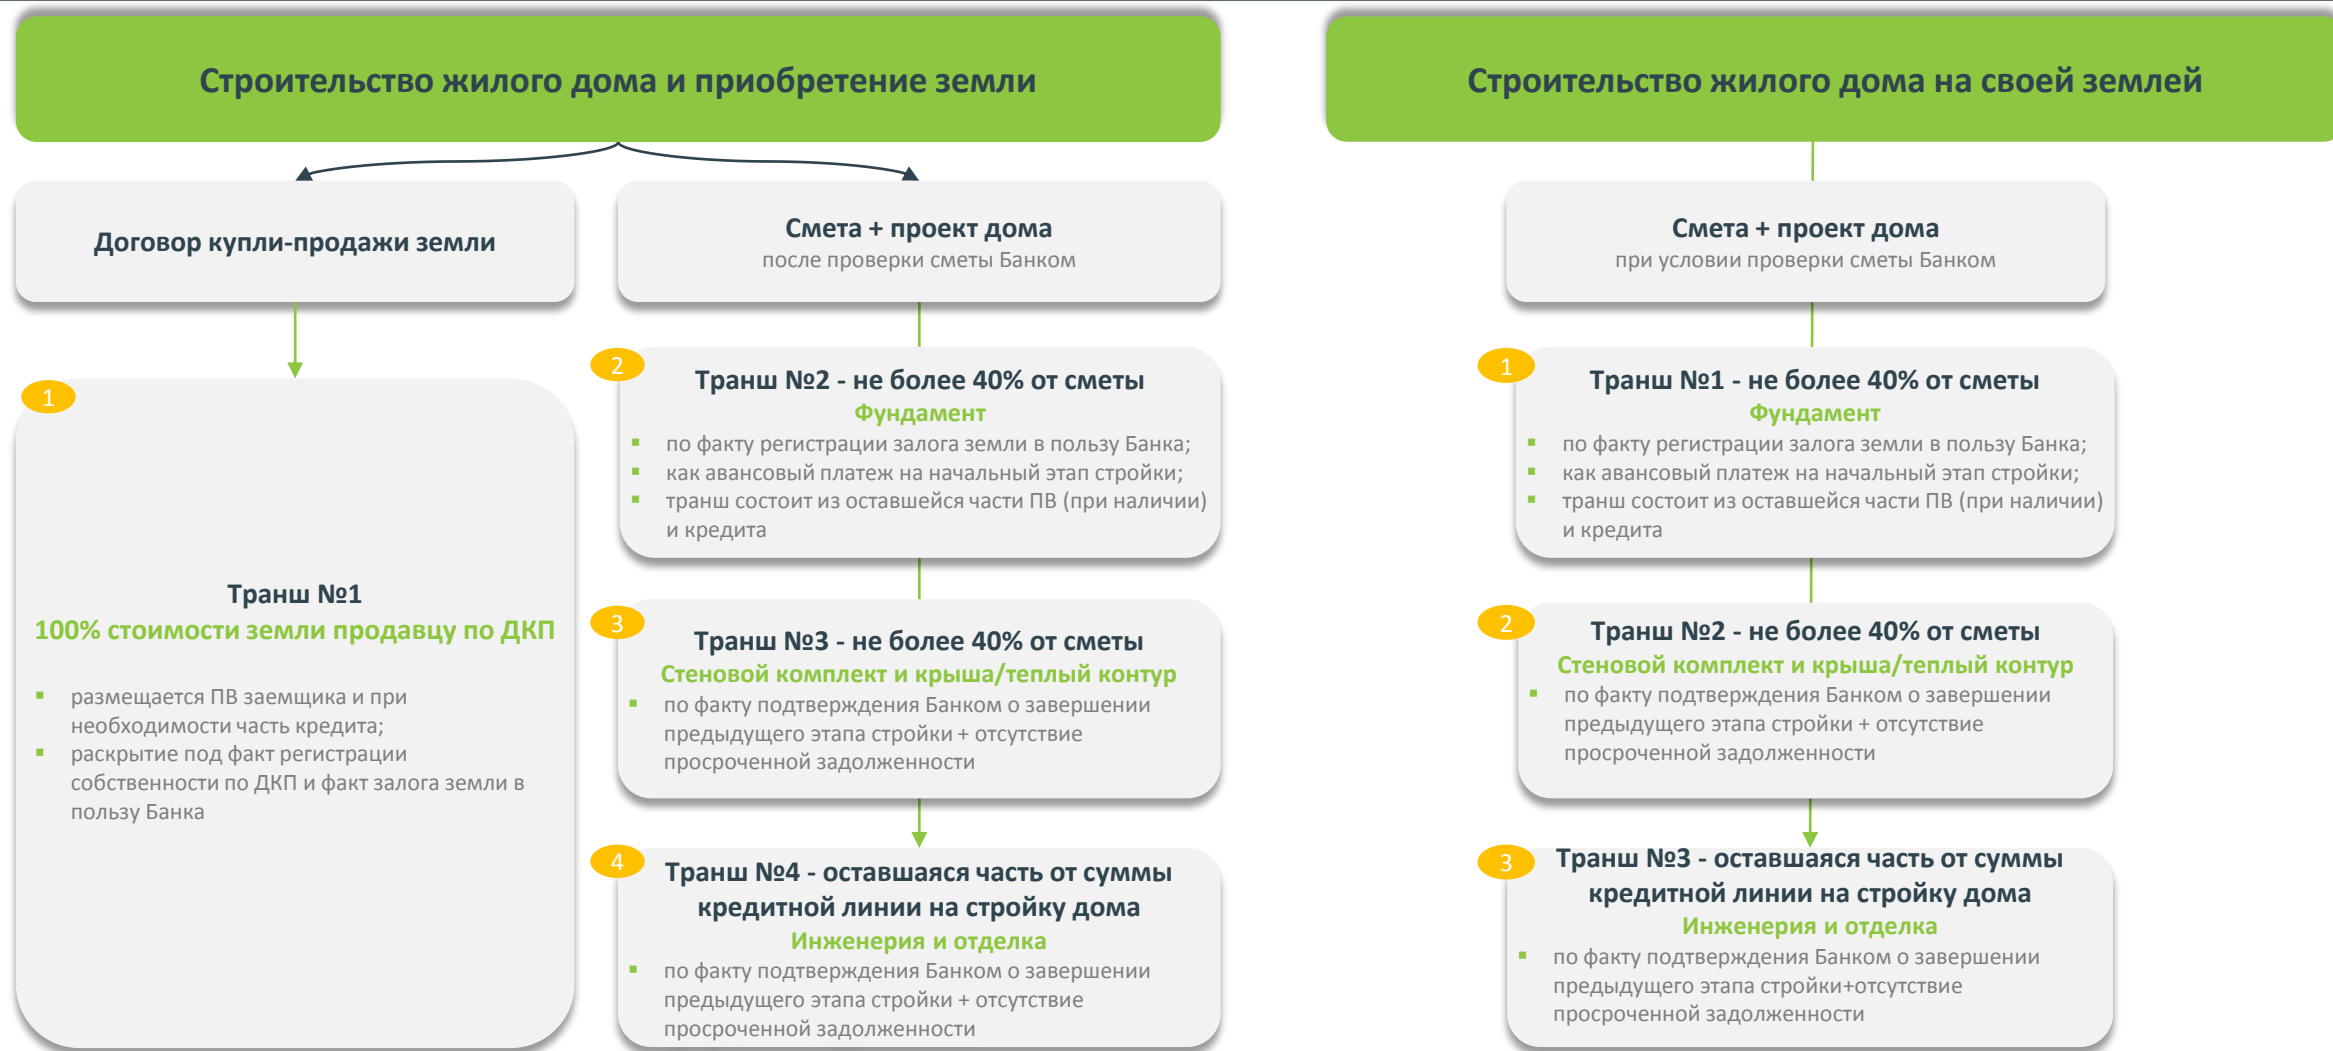 Строительство жилого дома и приобретение земли
Договор купли-продажи земли
1
Транш №1
100% стоимости земли продавцу по ДКП
▪ размещается ПВ заемщика и при
необходимости часть кредита;
▪ раскрытие под факт регистрации
собственности по ДКП и факт залога земли в
пользу Банка
Смета + проект дома
после проверки сметы Банком
2
Транш №2 - не более 40% от сметы
Фундамент
▪ по факту регистрации залога земли в пользу Банка;
▪ как авансовый платеж на начальный этап стройки;
▪ транш состоит из оставшейся части ПВ (при наличии)
и кредита
3
Транш №3 - не более 40% от сметы
Стеновой комплект и крыша/теплый контур
▪ по факту подтверждения Банком о завершении
предыдущего этапа стройки + отсутствие
просроченной задолженности
4
Транш №4 - оставшаяся часть от суммы
кредитной линии на стройку дома
Инженерия и отделка
▪ по факту подтверждения Банком о завершении
предыдущего этапа стройки + отсутствие
просроченной задолженности
Строительство жилого дома на своей землей
Смета + проект дома
при условии проверки сметы Банком
1
Транш №1 - не более 40% от сметы
Фундамент
▪ по факту регистрации залога земли в пользу Банка;
▪ как авансовый платеж на начальный этап стройки;
▪ транш состоит из оставшейся части ПВ (при наличии)
и кредита
2
Транш №2 - не более 40% от сметы
Стеновой комплект и крыша/теплый контур
▪ по факту подтверждения Банком о завершении
предыдущего этапа стройки + отсутствие
просроченной задолженности
3
Транш №3 - оставшаяся часть от суммы
кредитной линии на стройку дома
Инженерия и отделка
▪ по факту подтверждения Банком о завершении
предыдущего этапа стройки+отсутствие
просроченной задолженности